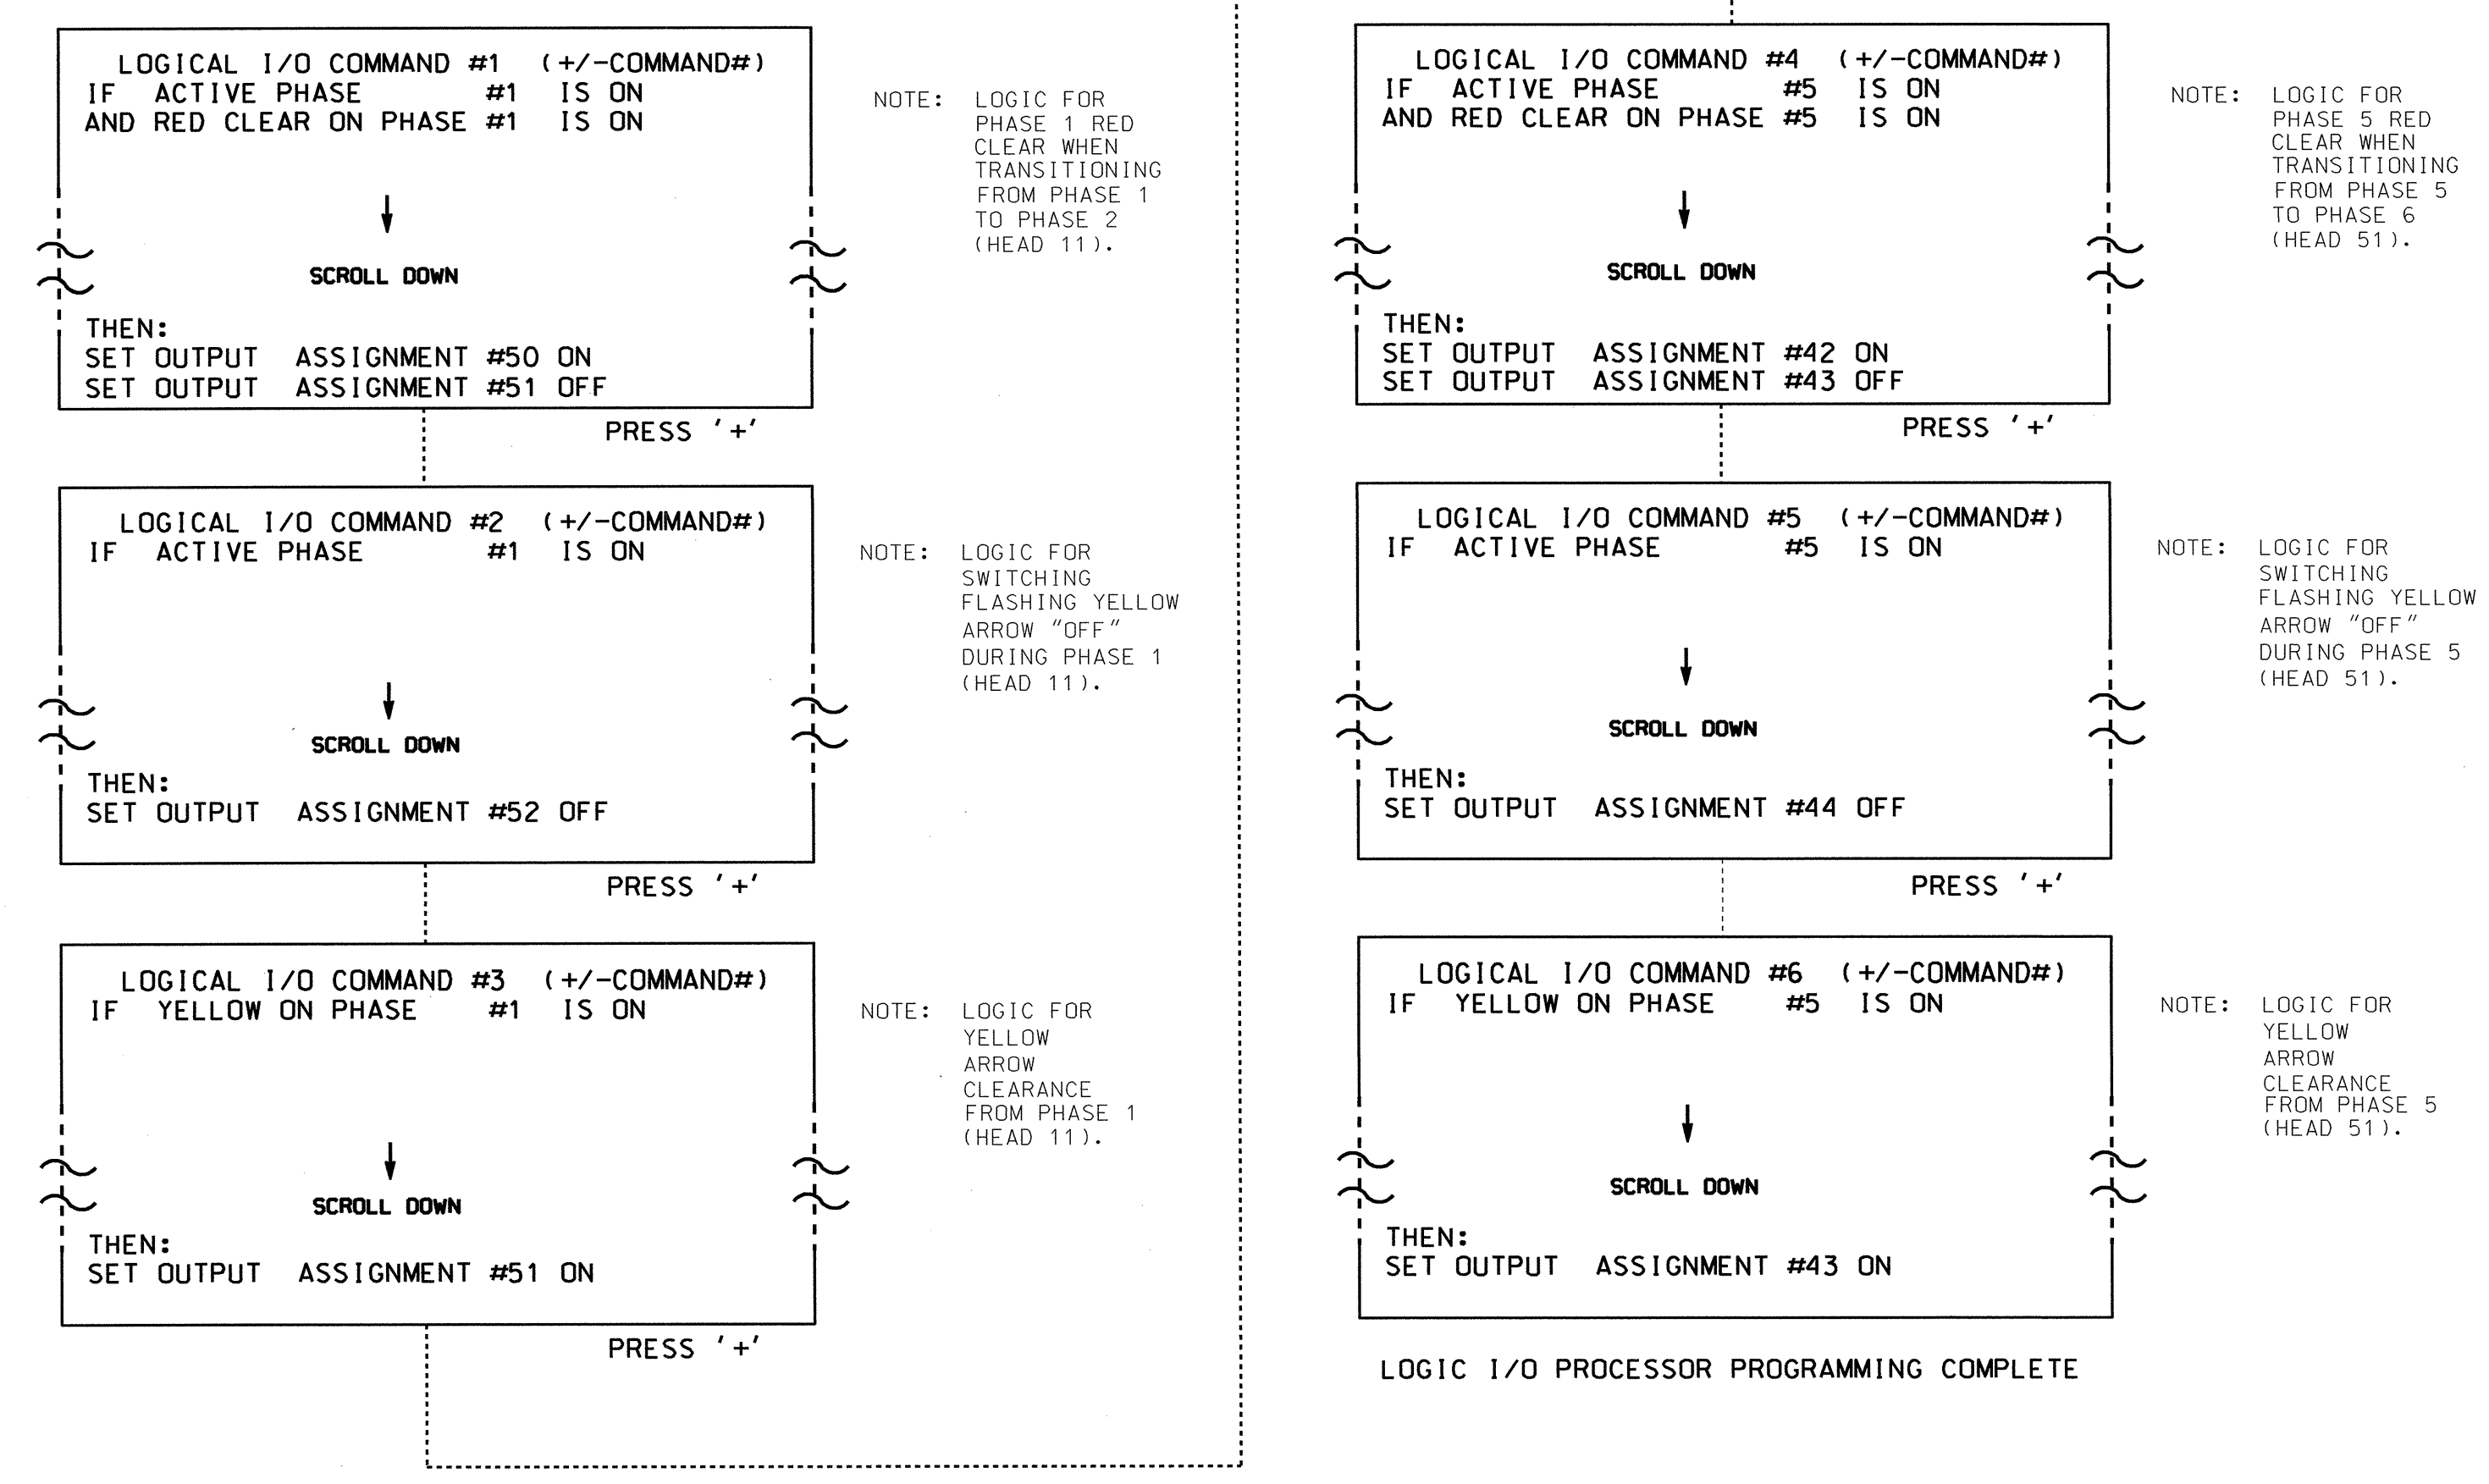 LOGICAL I/O COMMAND #1 (+/-COMMAND#)
IF ACTIVE PHASE #1 IS ON
AND RED CLEAR ON PHASE #1 IS ON
SCROLL DOWN
THEN:
SET OUTPUT ASSIGNMENT #50 ON
SET OUTPUT ASSIGNMENT #51 OFF
PRESS '+'
NOTE: LOGIC FOR
PHASE 1 RED
CLEAR WHEN
TRANSITIONING
FROM PHASE 1
TO PHASE 2
(HEAD 11).
LOGICAL I/O COMMAND #2 (+/-COMMAND#)
IF ACTIVE PHASE #1 IS ON
SCROLL DOWN
THEN:
SET OUTPUT ASSIGNMENT #52 OFF
PRESS '+'
NOTE: LOGIC FOR
SWITCHING
FLASHING YELLOW
ARROW "OFF"
DURING PHASE 1
(HEAD 11).
LOGICAL I/O COMMAND #3 (+/-COMMAND#)
IF YELLOW ON PHASE #1 IS ON
SCROLL DOWN
THEN:
SET OUTPUT ASSIGNMENT #51 ON
PRESS '+'
NOTE: LOGIC FOR
YELLOW
ARROW
CLEARANCE
FROM PHASE 1
(HEAD 11).
LOGICAL I/O COMMAND #4 (+/-COMMAND#)
IF ACTIVE PHASE #5 IS ON
AND RED CLEAR ON PHASE #5 IS ON
SCROLL DOWN
THEN:
SET OUTPUT ASSIGNMENT #42 ON
SET OUTPUT ASSIGNMENT #43 OFF
PRESS '+'
NOTE: LOGIC FOR
PHASE 5 RED
CLEAR WHEN
TRANSITIONING
FROM PHASE 5
TO PHASE 6
(HEAD 51).
LOGICAL I/O COMMAND #5 (+/-COMMAND#)
IF ACTIVE PHASE #5 IS ON
SCROLL DOWN
THEN:
SET OUTPUT ASSIGNMENT #44 OFF
PRESS '+'
NOTE: LOGIC FOR
SWITCHING
FLASHING YELLOW
ARROW "OFF"
DURING PHASE 5
(HEAD 51).
LOGICAL I/O COMMAND #6 (+/-COMMAND#)
IF YELLOW ON PHASE #5 IS ON
SCROLL DOWN
THEN:
SET OUTPUT ASSIGNMENT #43 ON
NOTE: LOGIC FOR
YELLOW
ARROW
CLEARANCE
FROM PHASE 5
(HEAD 51).
LOGIC I/O PROCESSOR PROGRAMMING COMPLETE